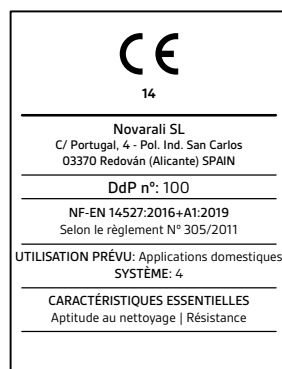 CE
14
Novarali SL
C/ Portugal, 4 - Pol. Ind. San Carlos
03370 Redován (Alicante) SPAIN
DdP nº: 100
NF-EN 14527:2016+A1:2019
Selon le règlement Nº 305/2011
UTILISATION PRÉVU: Applications domestiques
SYSTÈME: 4
CARACTÉRISTIQUES ESSENTIELLES
Aptitude au nettoyage | Résistance